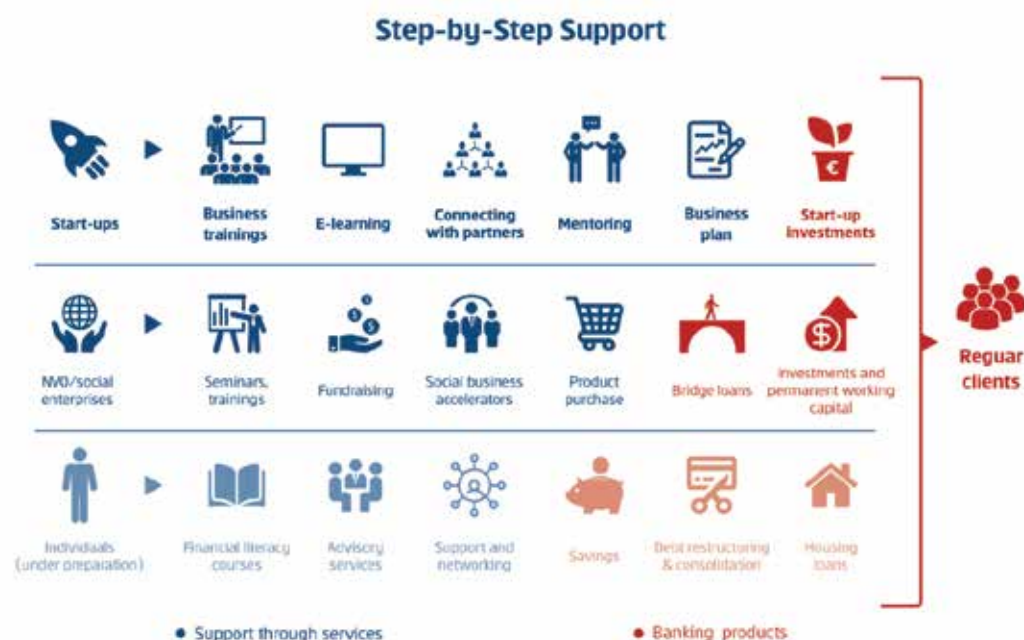 Step-by-Step Support
Start-ups
Business
trainings
E-learning
Connecting
with partners
Mentoring
Business
plan
Start-up
investments
NVO/social
enterprises
Seminars,
trainings
Fundraising
Social business
accelerators
Product
purchase
Bridge loans
Investments and
permanent working
capital
Reguar
clients
Individuals
(under preparation)
Financial literacy
courses
Advisory
services
Support and
networking
Savings
Debt restructuring
& consolidation
Housing
loans
● Support through services
● Banking products